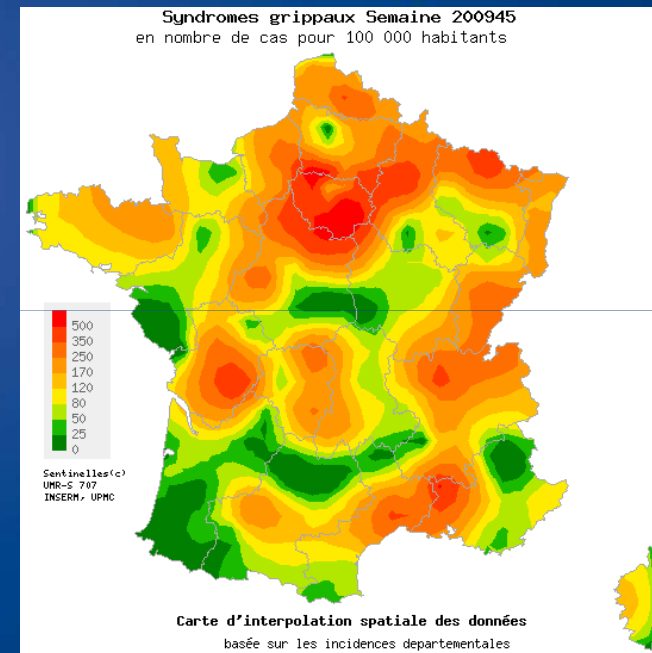 Syndromes grippaux Semaine 200945
en nombre de cas pour 100 000 habitants
500
350
250
170
120
80
50
25
0
Sentinelles(c)
UMR-S 707
INSERM, UPMC
Carte d'interpolation spatiale des données
basée sur les incidences departementales